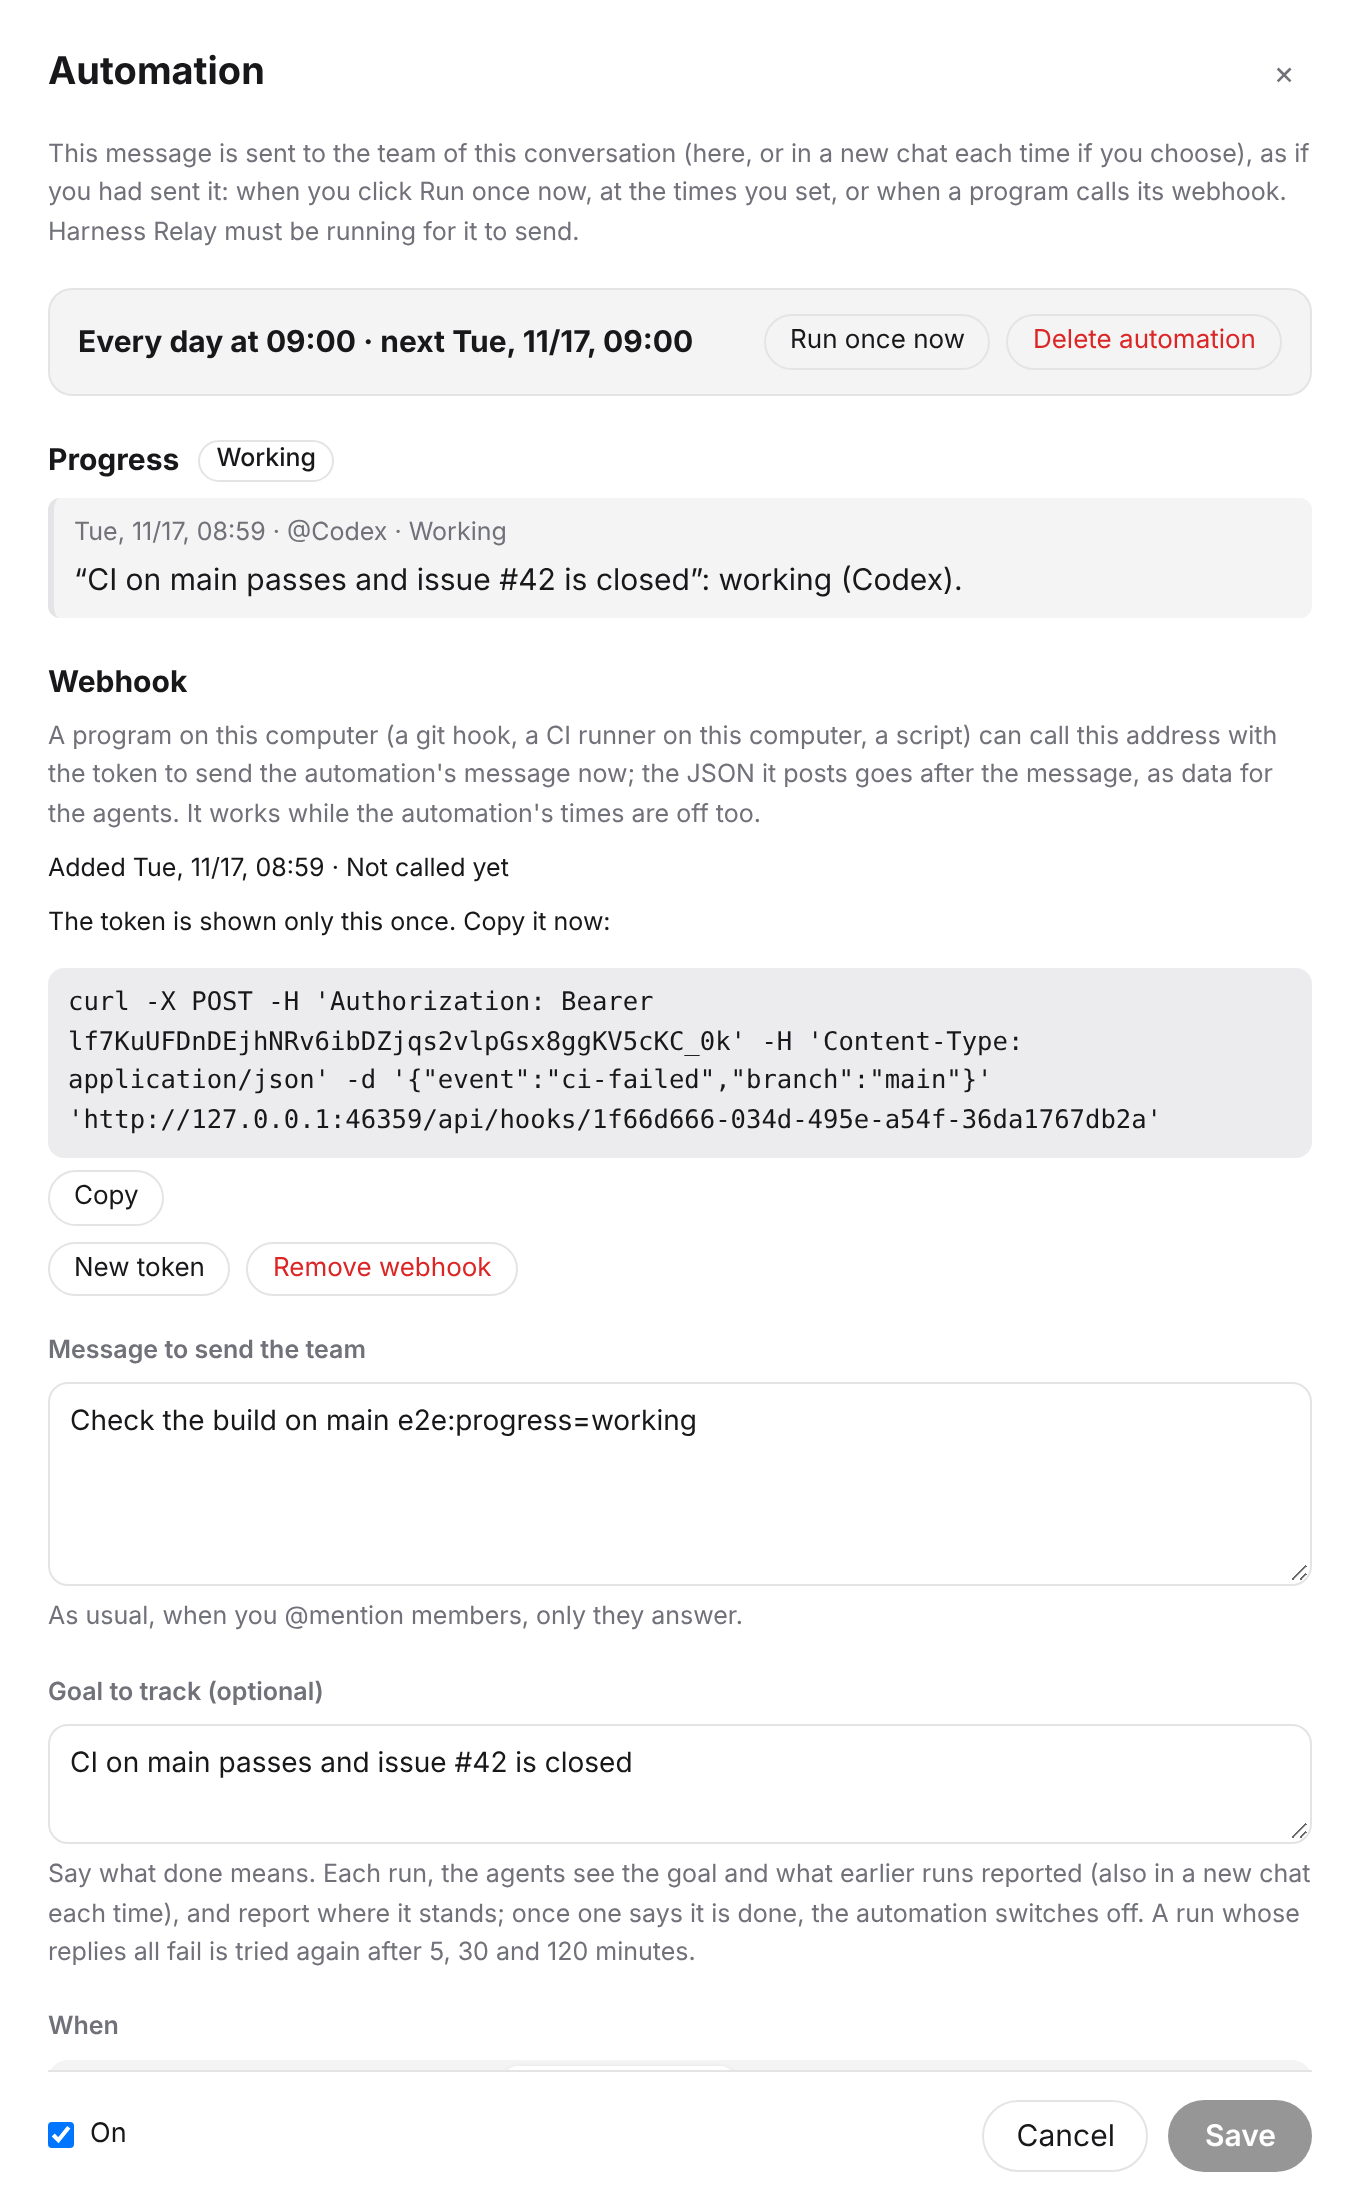 Automation
×
This message is sent to the team of this conversation (here, or in a new chat each time if you choose), as if
you had sent it: when you click Run once now, at the times you set, or when a program calls its webhook.
Harness Relay must be running for it to send.
Every day at 09:00 · next Tue, 11/17, 09:00
Run once now
Delete automation
Progress
Working
Tue, 11/17, 08:59 · @Codex · Working
“CI on main passes and issue #42 is closed”: working (Codex).
Webhook
A program on this computer (a git hook, a CI runner on this computer, a script) can call this address with
the token to send the automation's message now; the JSON it posts goes after the message, as data for
the agents. It works while the automation's times are off too.
Added Tue, 11/17, 08:59 · Not called yet
The token is shown only this once. Copy it now:
curl -X POST -H 'Authorization: Bearer
lf7KuUFDnDEjhNRv6ibDZjqs2vlpGsx8ggKV5cKC_0k' -H 'Content-Type:
application/json' -d '{"event":"ci-failed","branch":"main"}'
'http://127.0.0.1:46359/api/hooks/1f66d666-034d-495e-a54f-36da1767db2a'
Copy
New token
Remove webhook
Message to send the team
Check the build on main e2e:progress=working
As usual, when you @mention members, only they answer.
Goal to track (optional)
CI on main passes and issue #42 is closed
Say what done means. Each run, the agents see the goal and what earlier runs reported (also in a new chat
each time), and report where it stands; once one says it is done, the automation switches off. A run whose
replies all fail is tried again after 5, 30 and 120 minutes.
When
On
Cancel
Save